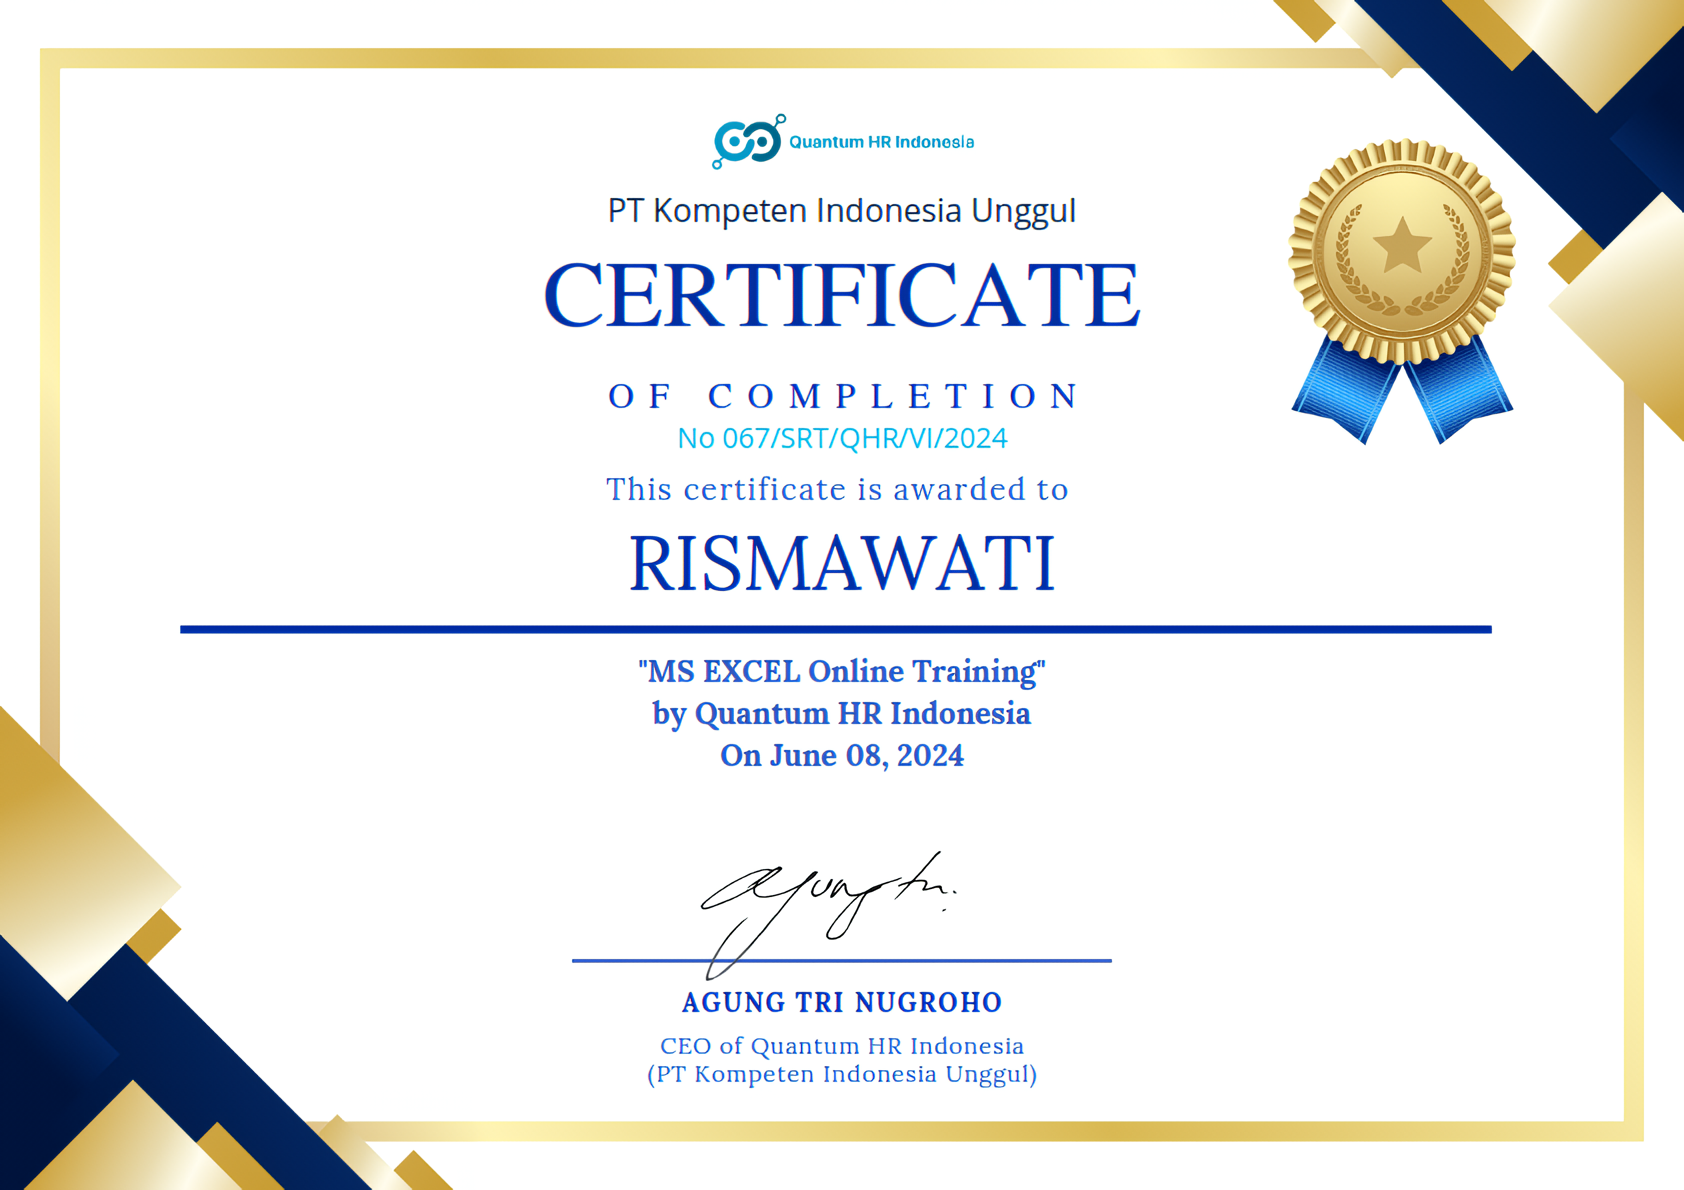 Quantum HR Indonesia
PT Kompeten Indonesia Unggul
CERTIFICATE
OF COMPLETION
No 067/SRT/QHR/VI/2024
This certificate is awarded to
RISMAWATI
"MS EXCEL Online Training"
by Quantum HR Indonesia
On June 08, 2024
agung tri.
AGUNG TRI NUGROHO
CEO of Quantum HR Indonesia
(PT Kompeten Indonesia Unggul)